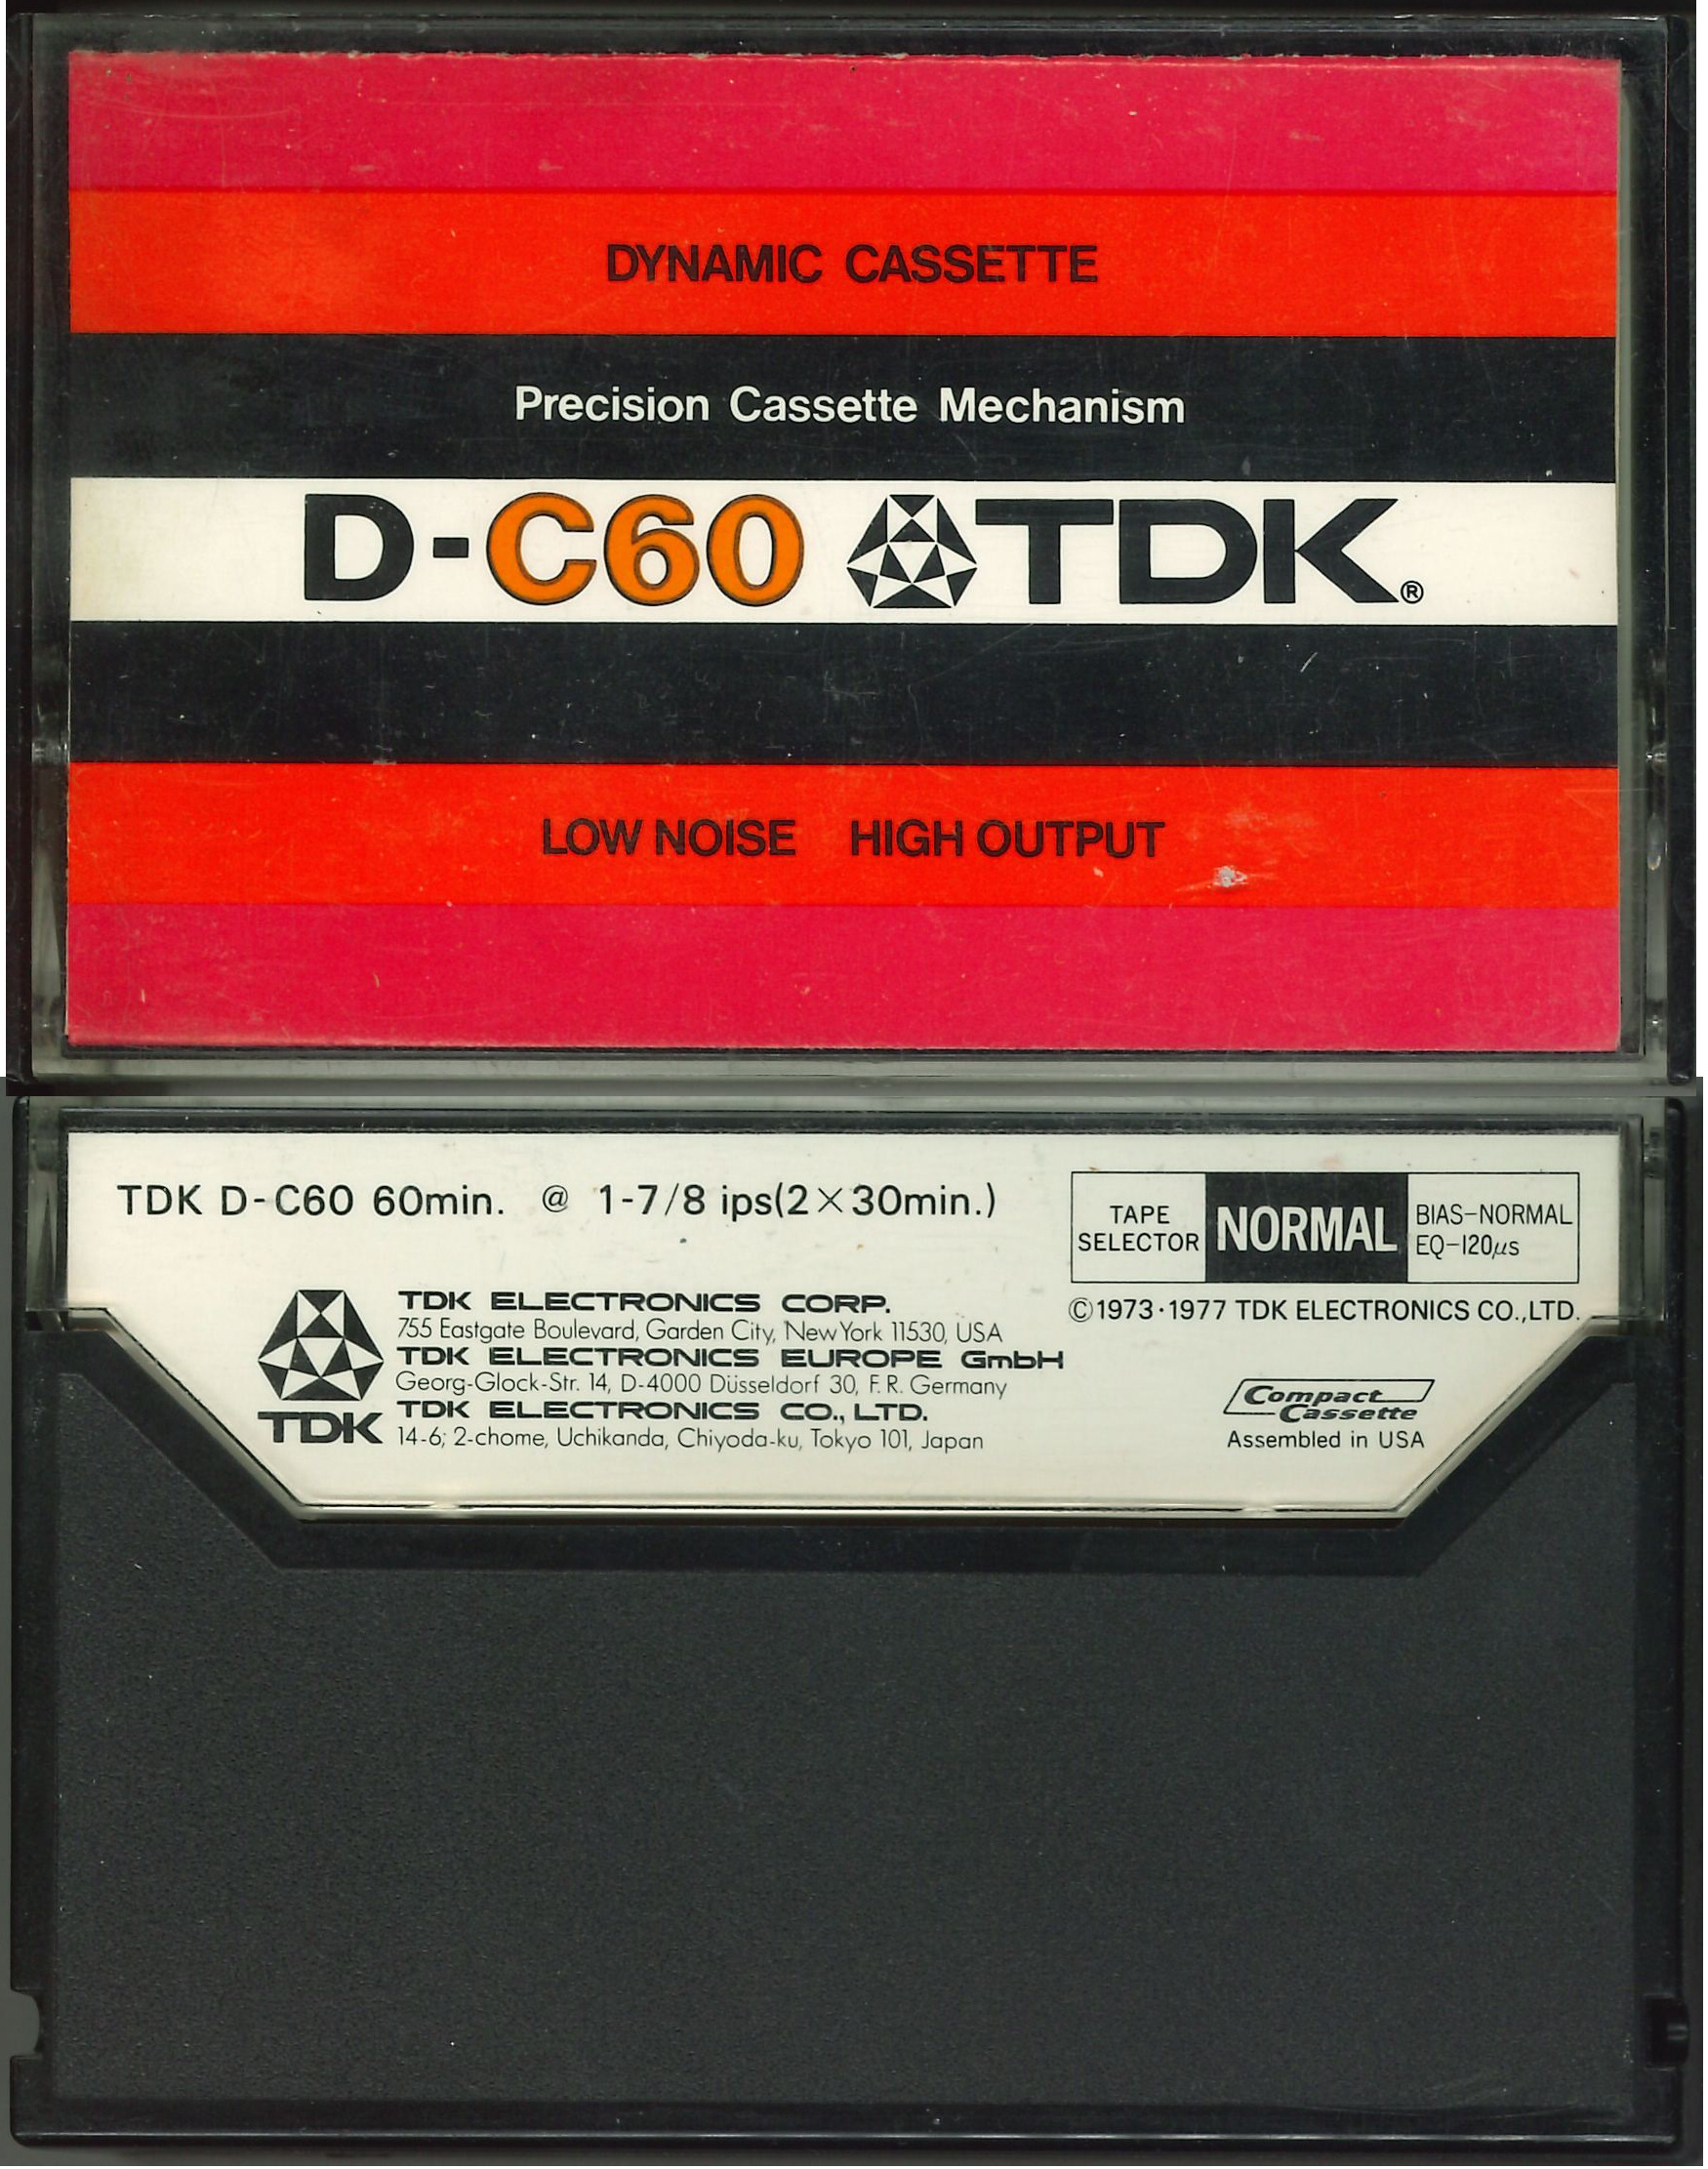 DYNAMIC CASSETTE
Precision Cassette Mechanism
D-C60 TDK®
LOW NOISE HIGH OUTPUT
TDK D-C60 60min. @ 1-7/8 ips(2×30min.)
TAPE SELECTOR NORMAL BIAS-NORMAL EQ-120μs
©1973·1977 TDK ELECTRONICS CO.,LTD.
TDK
TDK ELECTRONICS CORP.
755 Eastgate Boulevard, Garden City, New York 11530, USA
TDK ELECTRONICS EUROPE GmbH
Georg-Glock-Str. 14, D-4000 Düsseldorf 30, F.R. Germany
TDK ELECTRONICS CO., LTD.
14-6; 2-chome, Uchikanda, Chiyoda-ku, Tokyo 101, Japan
Compact
Cassette
Assembled in USA